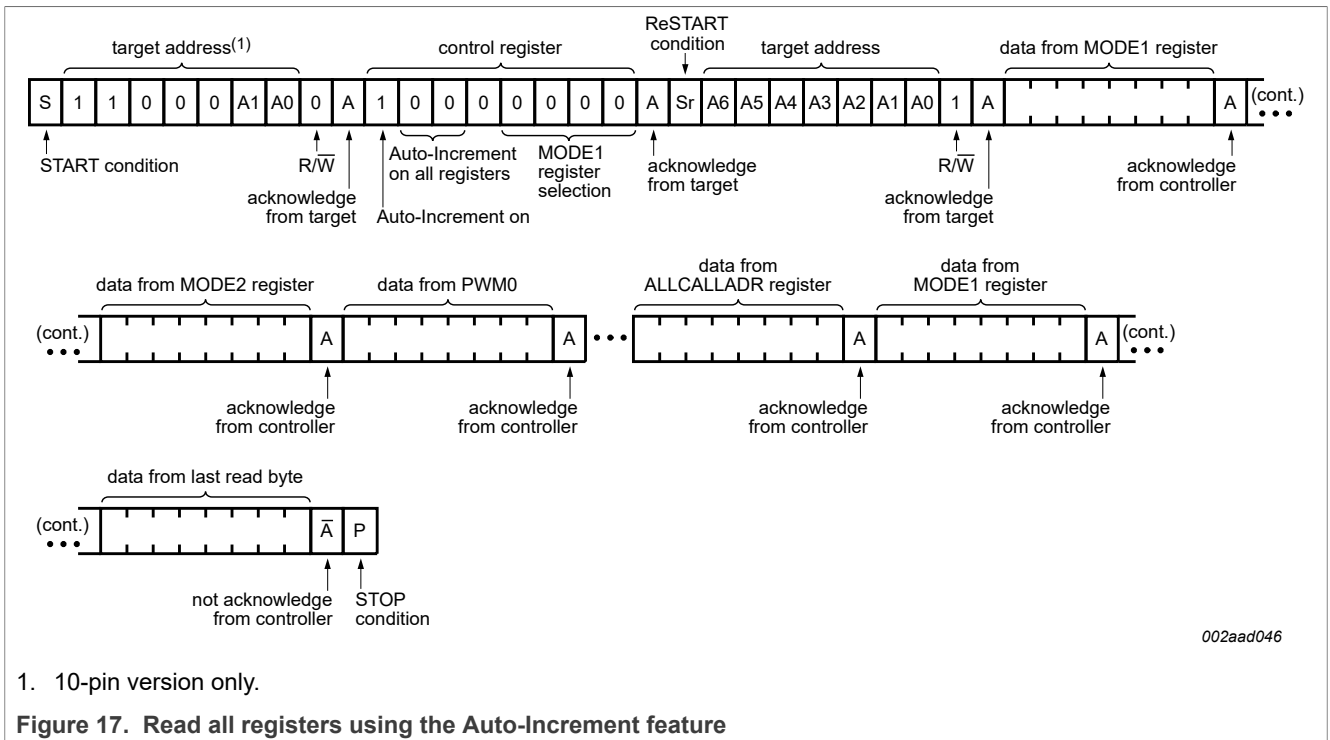 ReSTART
condition
target address(1)
control register
target address
data from MODE1 register
S 1 1 0 0 0 A1 A0 0 A 1 0 0 0 0 0 0 0 A Sr A6 A5 A4 A3 A2 A1 A0 1 A A (cont.)
START condition
R/W̅
Auto-Increment
on all registers
MODE1
register
selection
acknowledge
from target
R/W̅
acknowledge
from controller
acknowledge
from target
Auto-Increment on
acknowledge
from target
data from MODE2 register
data from PWM0
data from
ALLCALLADR register
data from
MODE1 register
(cont.) A A A A (cont.)
acknowledge
from controller
acknowledge
from controller
acknowledge
from controller
acknowledge
from controller
data from last read byte
(cont.) A̅ P
not acknowledge
from controller
STOP
condition
002aad046
1. 10-pin version only.
Figure 17. Read all registers using the Auto-Increment feature